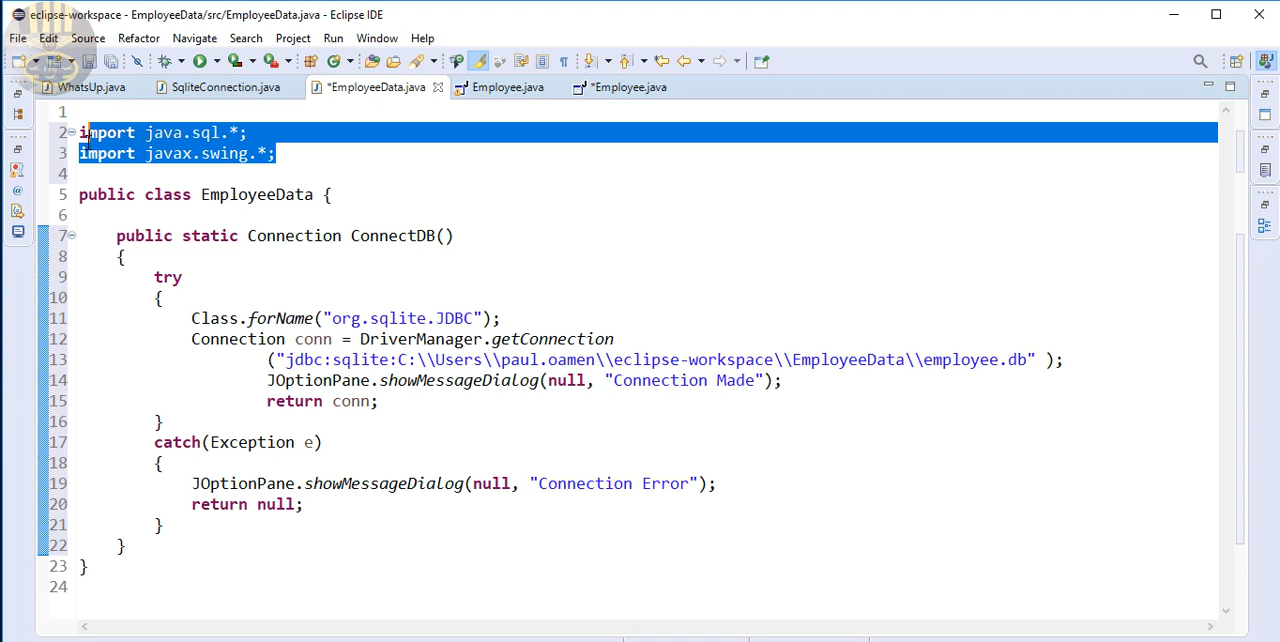 eclipse-workspace - EmployeeData/src/EmployeeData.java - Eclipse IDE
File Edit Source Refactor Navigate Search Project Run Window Help
WhatsUp.java SqliteConnection.java *EmployeeData.java Employee.java *Employee.java
1
2 import java.sql.*;
3 import javax.swing.*;
4
5 public class EmployeeData {
6
7 public static Connection ConnectDB()
8 {
9 try
10 {
11 Class.forName("org.sqlite.JDBC");
12 Connection conn = DriverManager.getConnection
13 ("jdbc:sqlite:C:\\Users\\paul.oamen\\eclipse-workspace\\EmployeeData\\employee.db" );
14 JOptionPane.showMessageDialog(null, "Connection Made");
15 return conn;
16 }
17 catch(Exception e)
18 {
19 JOptionPane.showMessageDialog(null, "Connection Error");
20 return null;
21 }
22 }
23 }
24